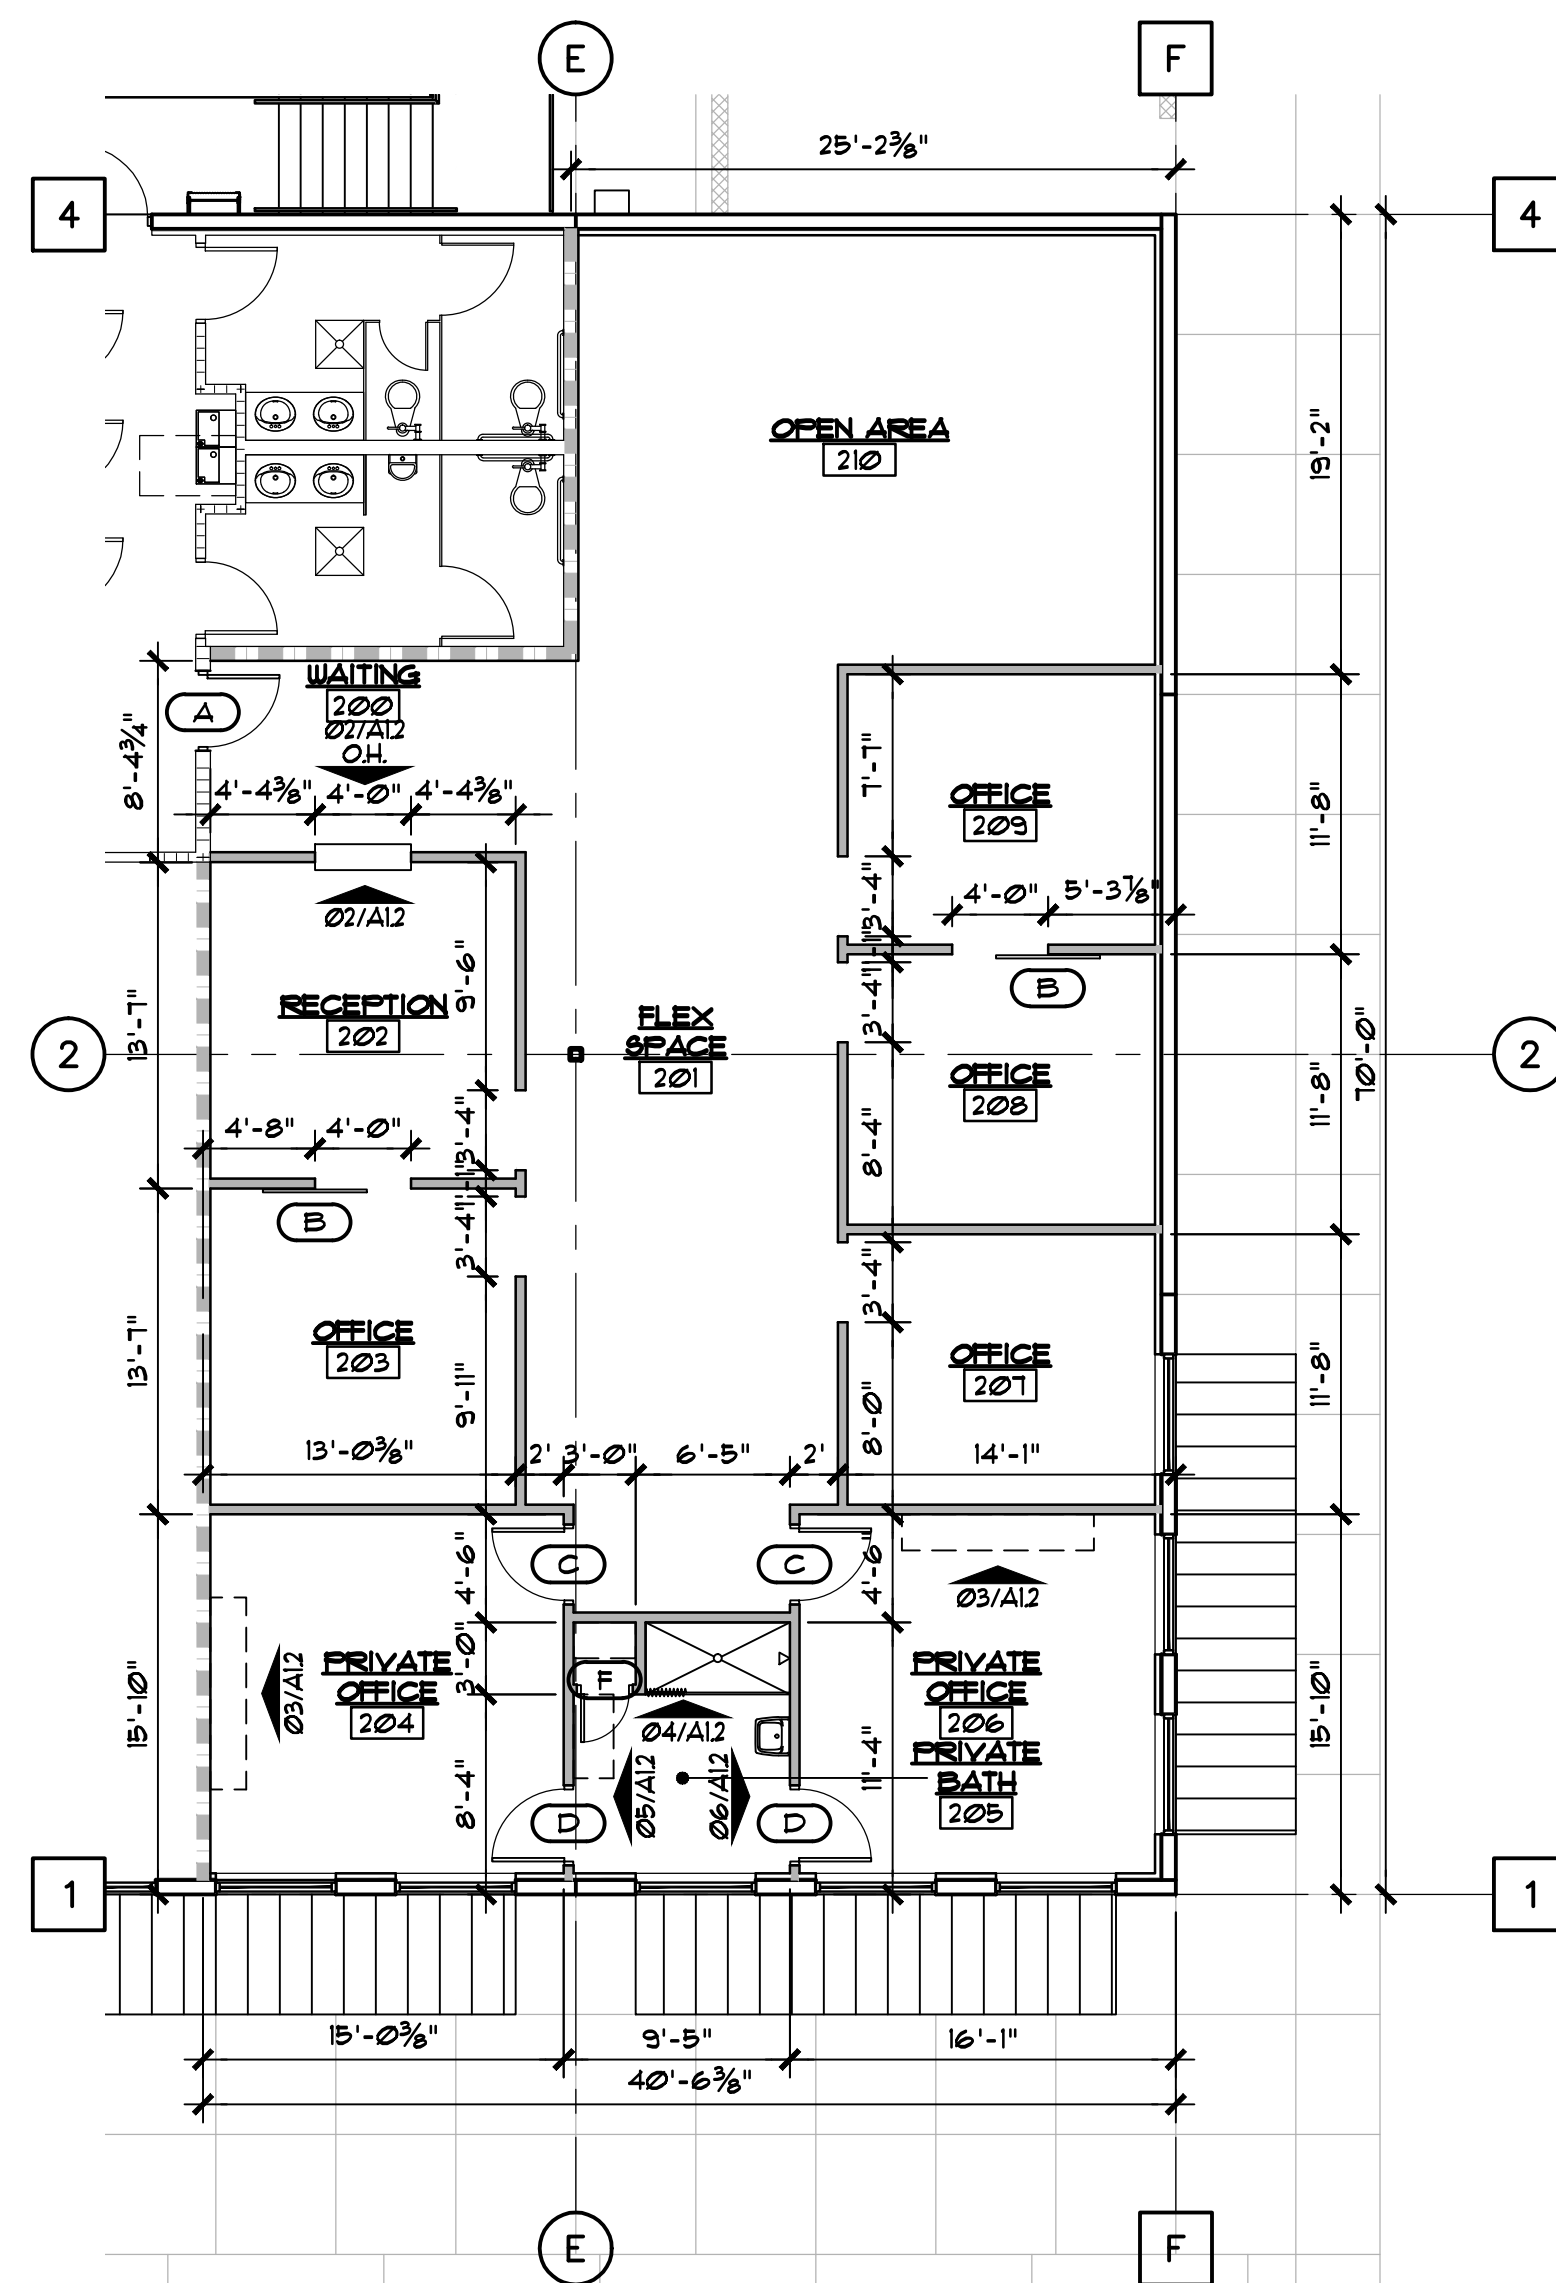 E
F
25'-2⅜"
4
4
OPEN AREA
210
19'-2"
WAITING
200
02/A1.2
O.H.
A
8'-4¾"
4'-4⅜"
4'-0"
4'-4⅜"
7'-7"
OFFICE
209
11'-8"
02/A1.2
3'-4"
4'-0"
5'-3⅞"
1'
9'-6"
B
3'-4"
RECEPTION
202
13'-7"
FLEX
SPACE
201
2
2
70'-0"
OFFICE
208
11'-8"
8'-4"
4'-8"
4'-0"
3'-4"
1'
B
3'-4"
3'-4"
OFFICE
203
13'-7"
OFFICE
207
11'-8"
9'-11"
8'-0"
13'-0⅜"
2'
3'-0"
6'-5"
2'
14'-1"
4'-6"
C
C
4'-6"
03/A1.2
3'-0"
F
03/A1.2
PRIVATE
OFFICE
204
15'-10"
PRIVATE
OFFICE
206
15'-10"
04/A1.2
PRIVATE
BATH
205
05/A1.2
06/A1.2
11'-4"
8'-4"
D
D
1
1
15'-0⅜"
9'-5"
16'-1"
40'-6⅜"
E
F